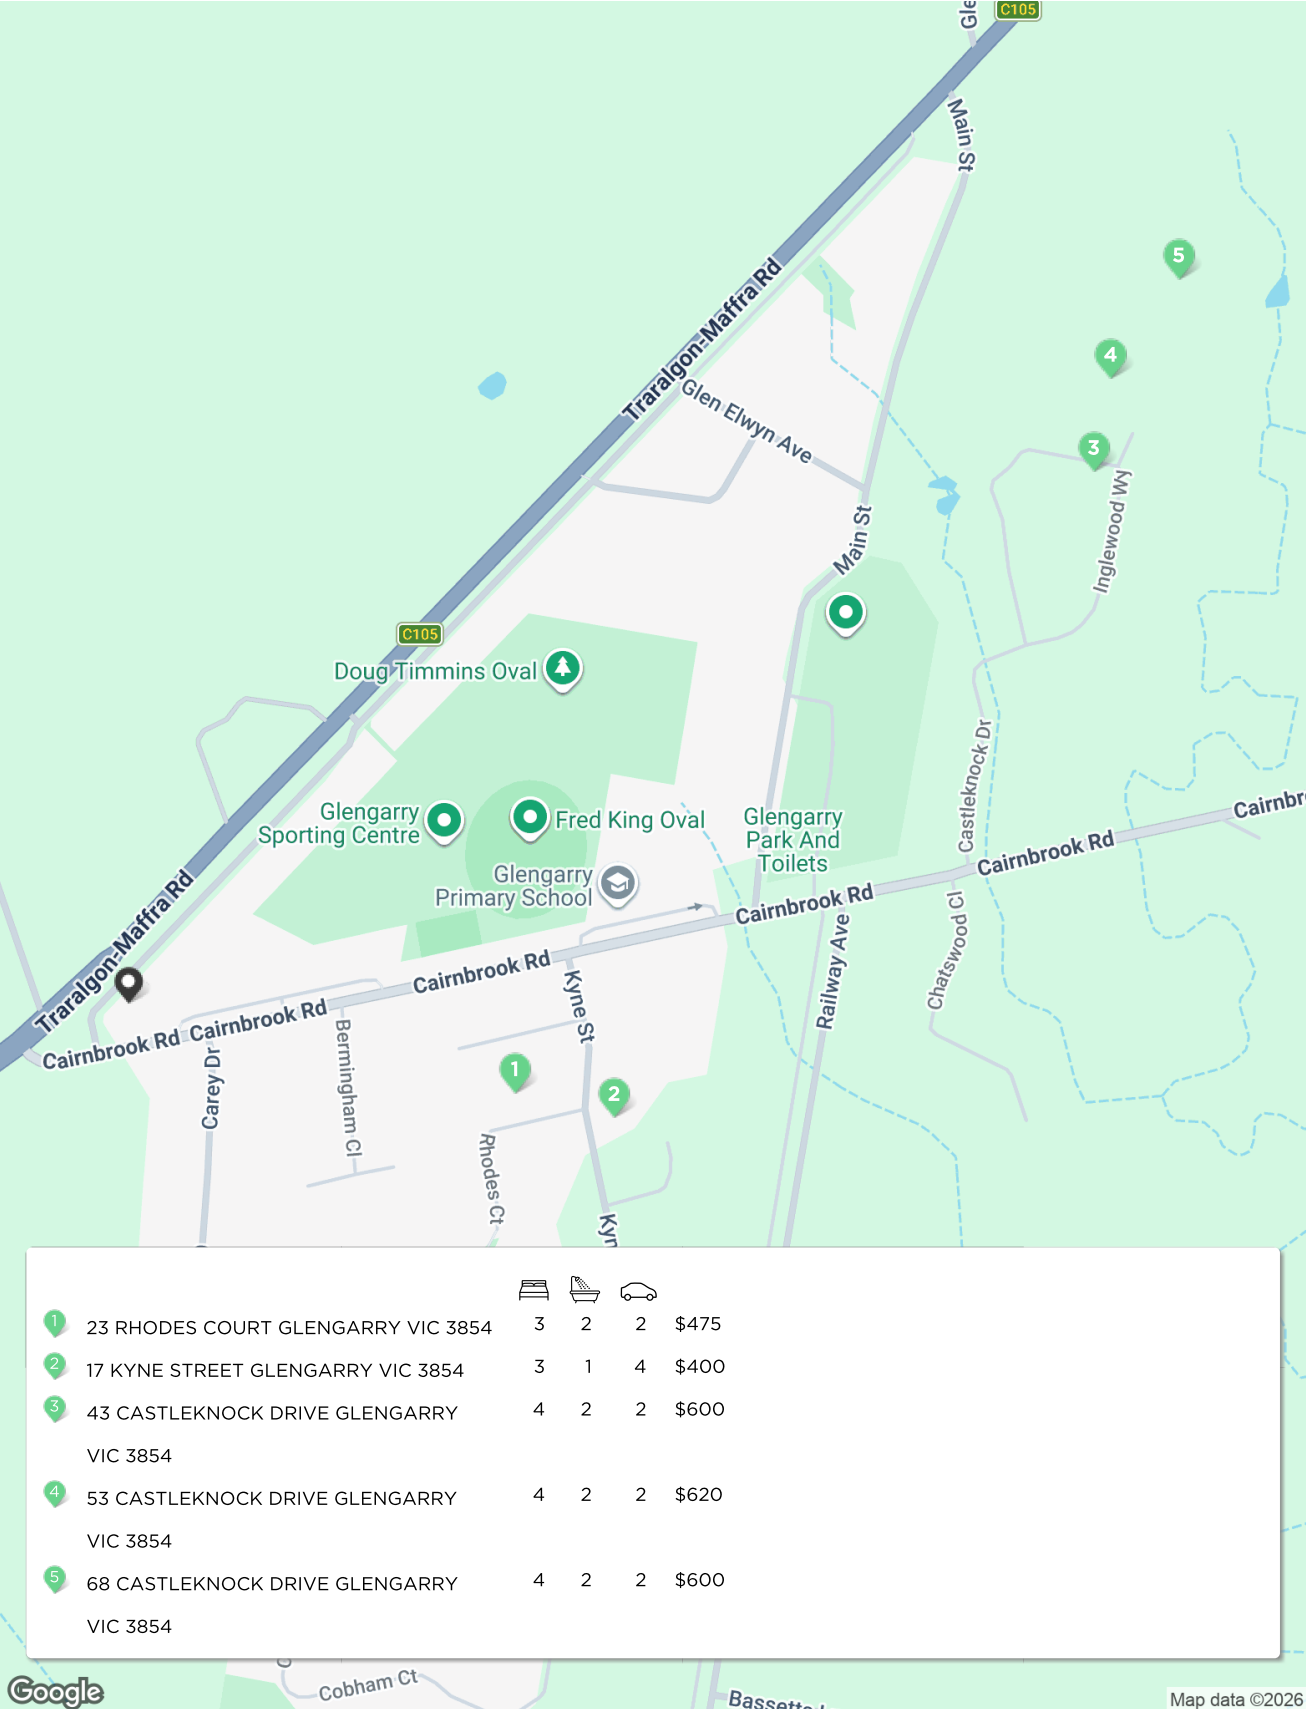 C105
Main St
5
Traralgon-Maffra Rd
4
Glen Elwyn Ave
3
Inglewood Wy
Main St
C105
Doug Timmins Oval
Castleknock Dr
Glengarry
Sporting Centre
Fred King Oval
Glengarry
Park And
Toilets
Cairnbrook Rd
Glengarry
Primary School
Cairnbrook Rd
Traralgon-Maffra Rd
Cairnbrook Rd
Kyne St
Railway Ave
Chatswood Cl
Cairnbrook Rd
Cairnbrook Rd
Carey Dr
Bermingham Cl
1
2
Rhodes Ct
1 23 RHODES COURT GLENGARRY VIC 3854 3 2 2 $475
2 17 KYNE STREET GLENGARRY VIC 3854 3 1 4 $400
3 43 CASTLEKNOCK DRIVE GLENGARRY 4 2 2 $600
VIC 3854
4 53 CASTLEKNOCK DRIVE GLENGARRY 4 2 2 $620
VIC 3854
5 68 CASTLEKNOCK DRIVE GLENGARRY 4 2 2 $600
VIC 3854
Cobham Ct
Google
Map data ©2026